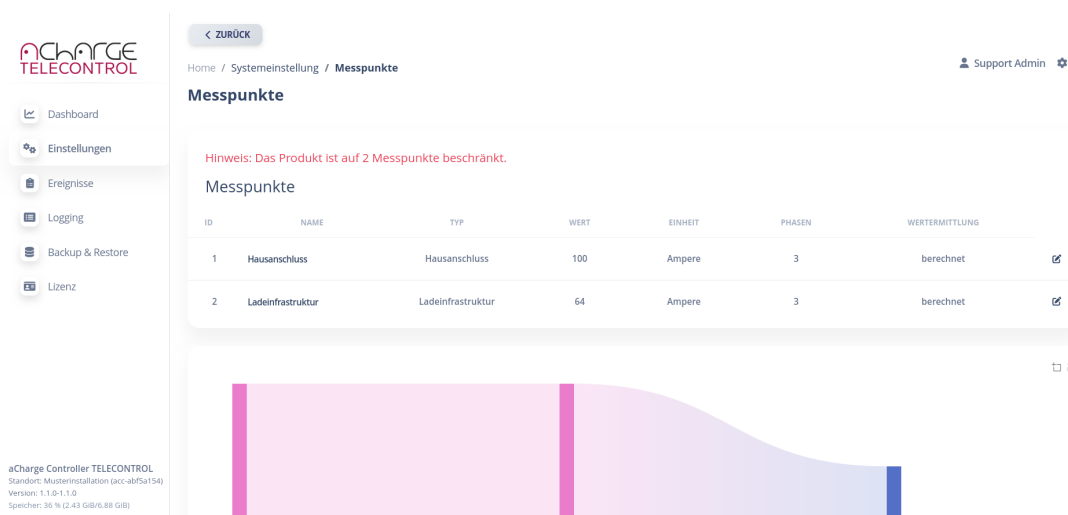 ZURÜCK
Home / Systemeinstellung / Messpunkte
Support Admin
Messpunkte
ACHARGE
TELECONTROL
Dashboard
Einstellungen
Ereignisse
Logging
Backup & Restore
Lizenz
Hinweis: Das Produkt ist auf 2 Messpunkte beschränkt.
Messpunkte
ID NAME TYP WERT EINHEIT PHASEN WERTERMITTLUNG
1 Hausanschluss Hausanschluss 100 Ampere 3 berechnet
2 Ladeinfrastruktur Ladeinfrastruktur 64 Ampere 3 berechnet
aCharge Controller TELECONTROL
Standort: Musterinstallation (acc-abf5a154)
Version: 1.1.0-1.1.0
Speicher: 36 % (2.43 GiB/6.88 GiB)